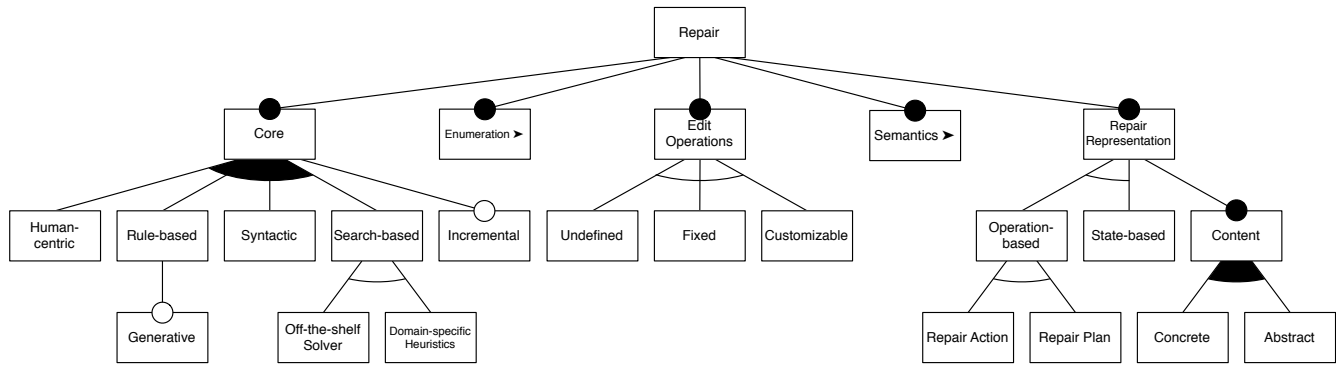 Repair
Core
Enumeration ➤
Edit
Operations
Semantics ➤
Repair
Representation
Human-
centric
Rule-based
Syntactic
Search-based
Incremental
Undefined
Fixed
Customizable
Operation-
based
State-based
Content
Generative
Off-the-shelf
Solver
Domain-specific
Heuristics
Repair Action
Repair Plan
Concrete
Abstract